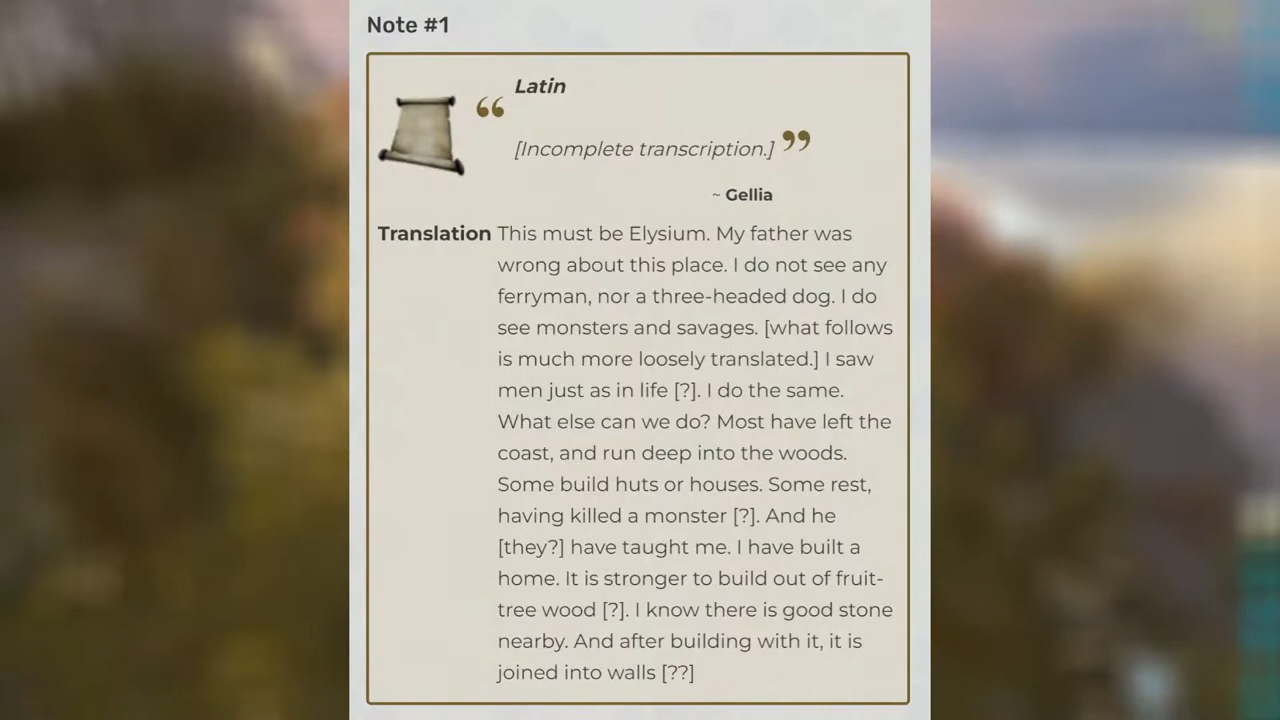 Note #1
“ Latin
[Incomplete transcription.] ”
~ Gellia
Translation This must be Elysium. My father was
wrong about this place. I do not see any
ferryman, nor a three-headed dog. I do
see monsters and savages. [what follows
is much more loosely translated.] I saw
men just as in life [?]. I do the same.
What else can we do? Most have left the
coast, and run deep into the woods.
Some build huts or houses. Some rest,
having killed a monster [?]. And he
[they?] have taught me. I have built a
home. It is stronger to build out of fruit-
tree wood [?]. I know there is good stone
nearby. And after building with it, it is
joined into walls [??]